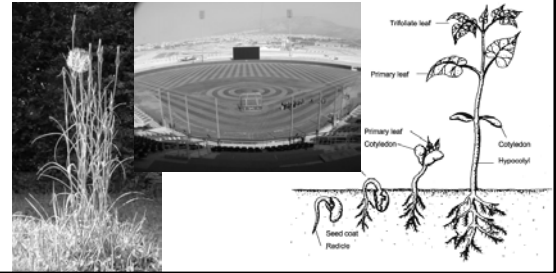 Trifoliate leaf
Primary leaf
Primary leaf
Cotyledon
Cotyledon
Hypocotyl
Seed coat
Radicle